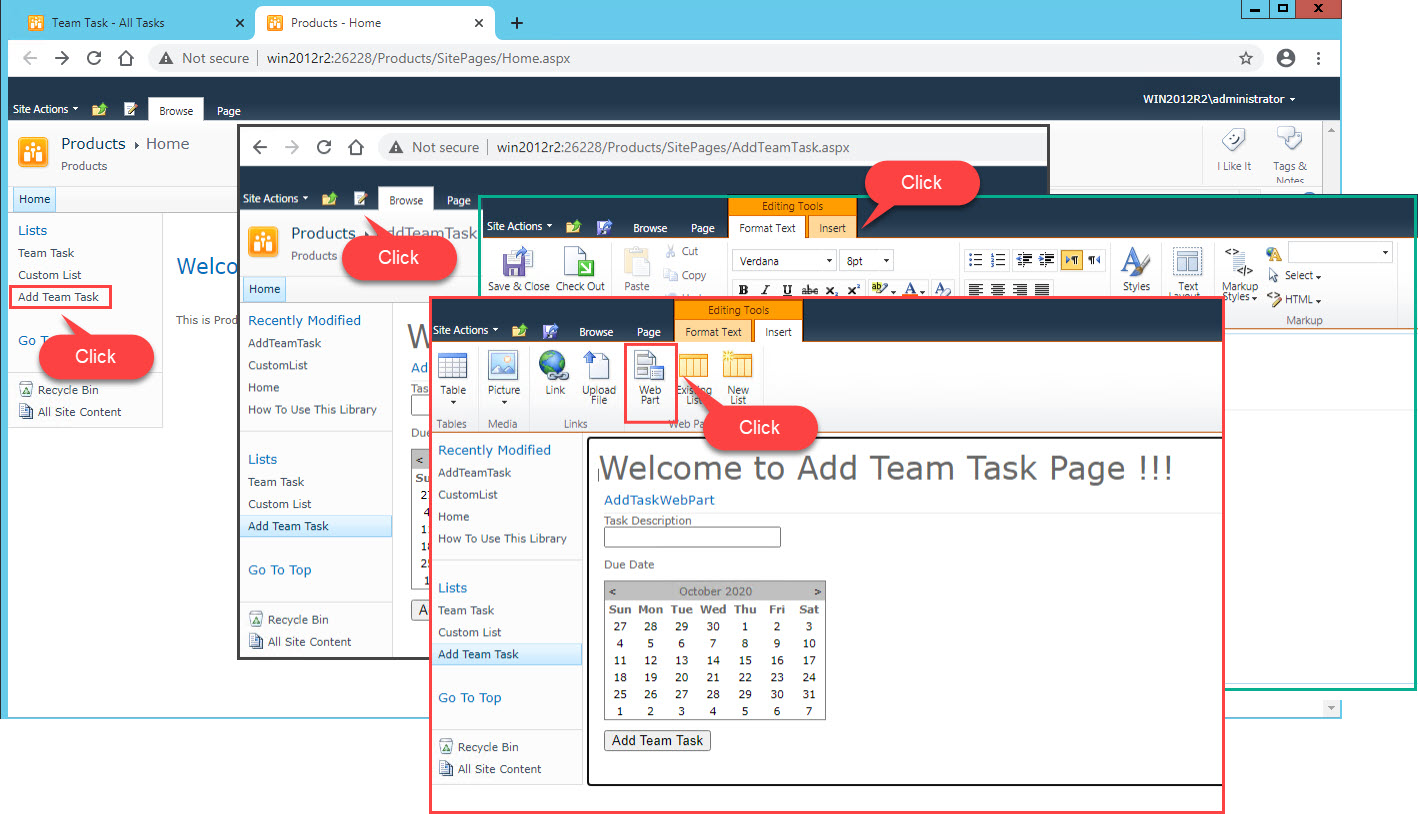 Team Task - All Tasks
Products - Home
Not secure
win2012r2:26228/Products/SitePages/Home.aspx
Site Actions
Browse
Page
WIN2012R2\administrator
Products
Home
Products
I Like It
Tags &
Notes
Home
Lists
Team Task
Custom List
Add Team Task
Click
Recycle Bin
All Site Content
Welco
This is Prod
Not secure
win2012r2:26228/Products/SitePages/AddTeamTask.aspx
Site Actions
Browse
Page
Products
AddTeamTask
Products
Click
Home
Recently Modified
AddTeamTask
CustomList
Home
How To Use This Library
Lists
Team Task
Custom List
Add Team Task
Go To Top
Recycle Bin
All Site Content
Due
Click
Editing Tools
Site Actions
Browse
Page
Format Text
Insert
Save & Close
Check Out
Paste
Cut
Copy
Verdana
8pt
B I U abc X₂ X²
Styles
Text
Layout
Markup
Styles
Select
HTML
Markup
Editing Tools
Site Actions
Browse
Page
Format Text
Insert
Table
Picture
Link
Upload
File
Web
Part
Existing
List
New
List
Tables
Media
Links
Web Pa
Click
Recently Modified
AddTeamTask
CustomList
Home
How To Use This Library
Lists
Team Task
Custom List
Add Team Task
Go To Top
Recycle Bin
All Site Content
Welcome to Add Team Task Page !!!
AddTaskWebPart
Task Description
Due Date
< October 2020 >
Sun Mon Tue Wed Thu Fri Sat
27 28 29 30 1 2 3
4 5 6 7 8 9 10
11 12 13 14 15 16 17
18 19 20 21 22 23 24
25 26 27 28 29 30 31
1 2 3 4 5 6 7
Add Team Task